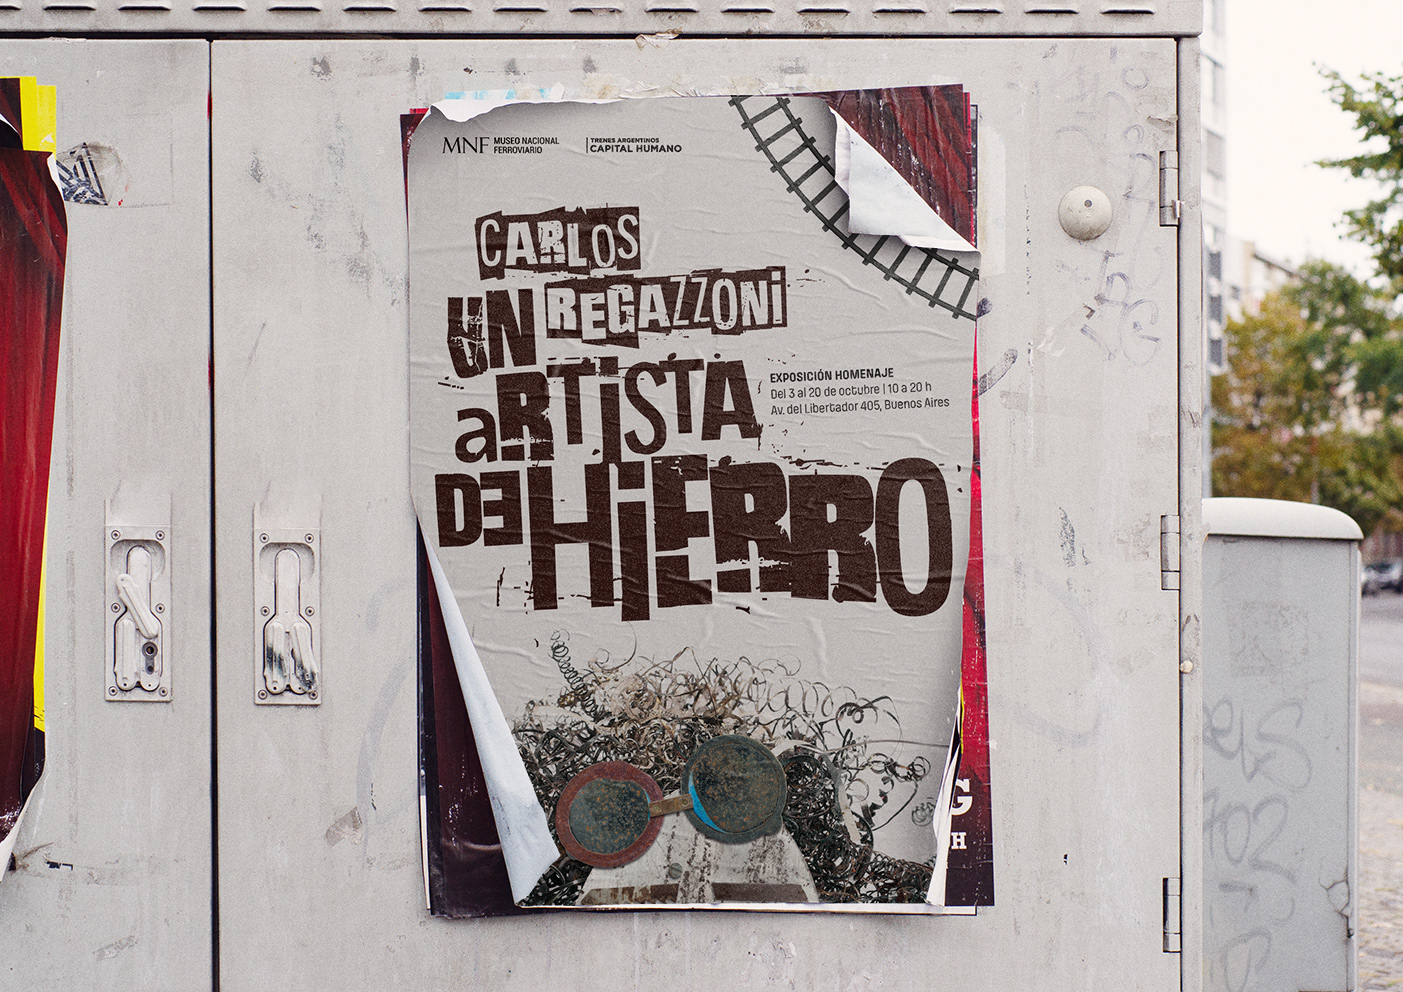 MNF MUSEO NACIONAL FERROVIARIO
TRENES ARGENTINOS
CAPITAL HUMANO
CARLOS
REGAZZONi
UN
aRTiSTA
DE HiERRO
EXPOSICIÓN HOMENAJE
Del 3 al 20 de octubre | 10 a 20 h
Av. del Libertador 405, Buenos Aires
G
H